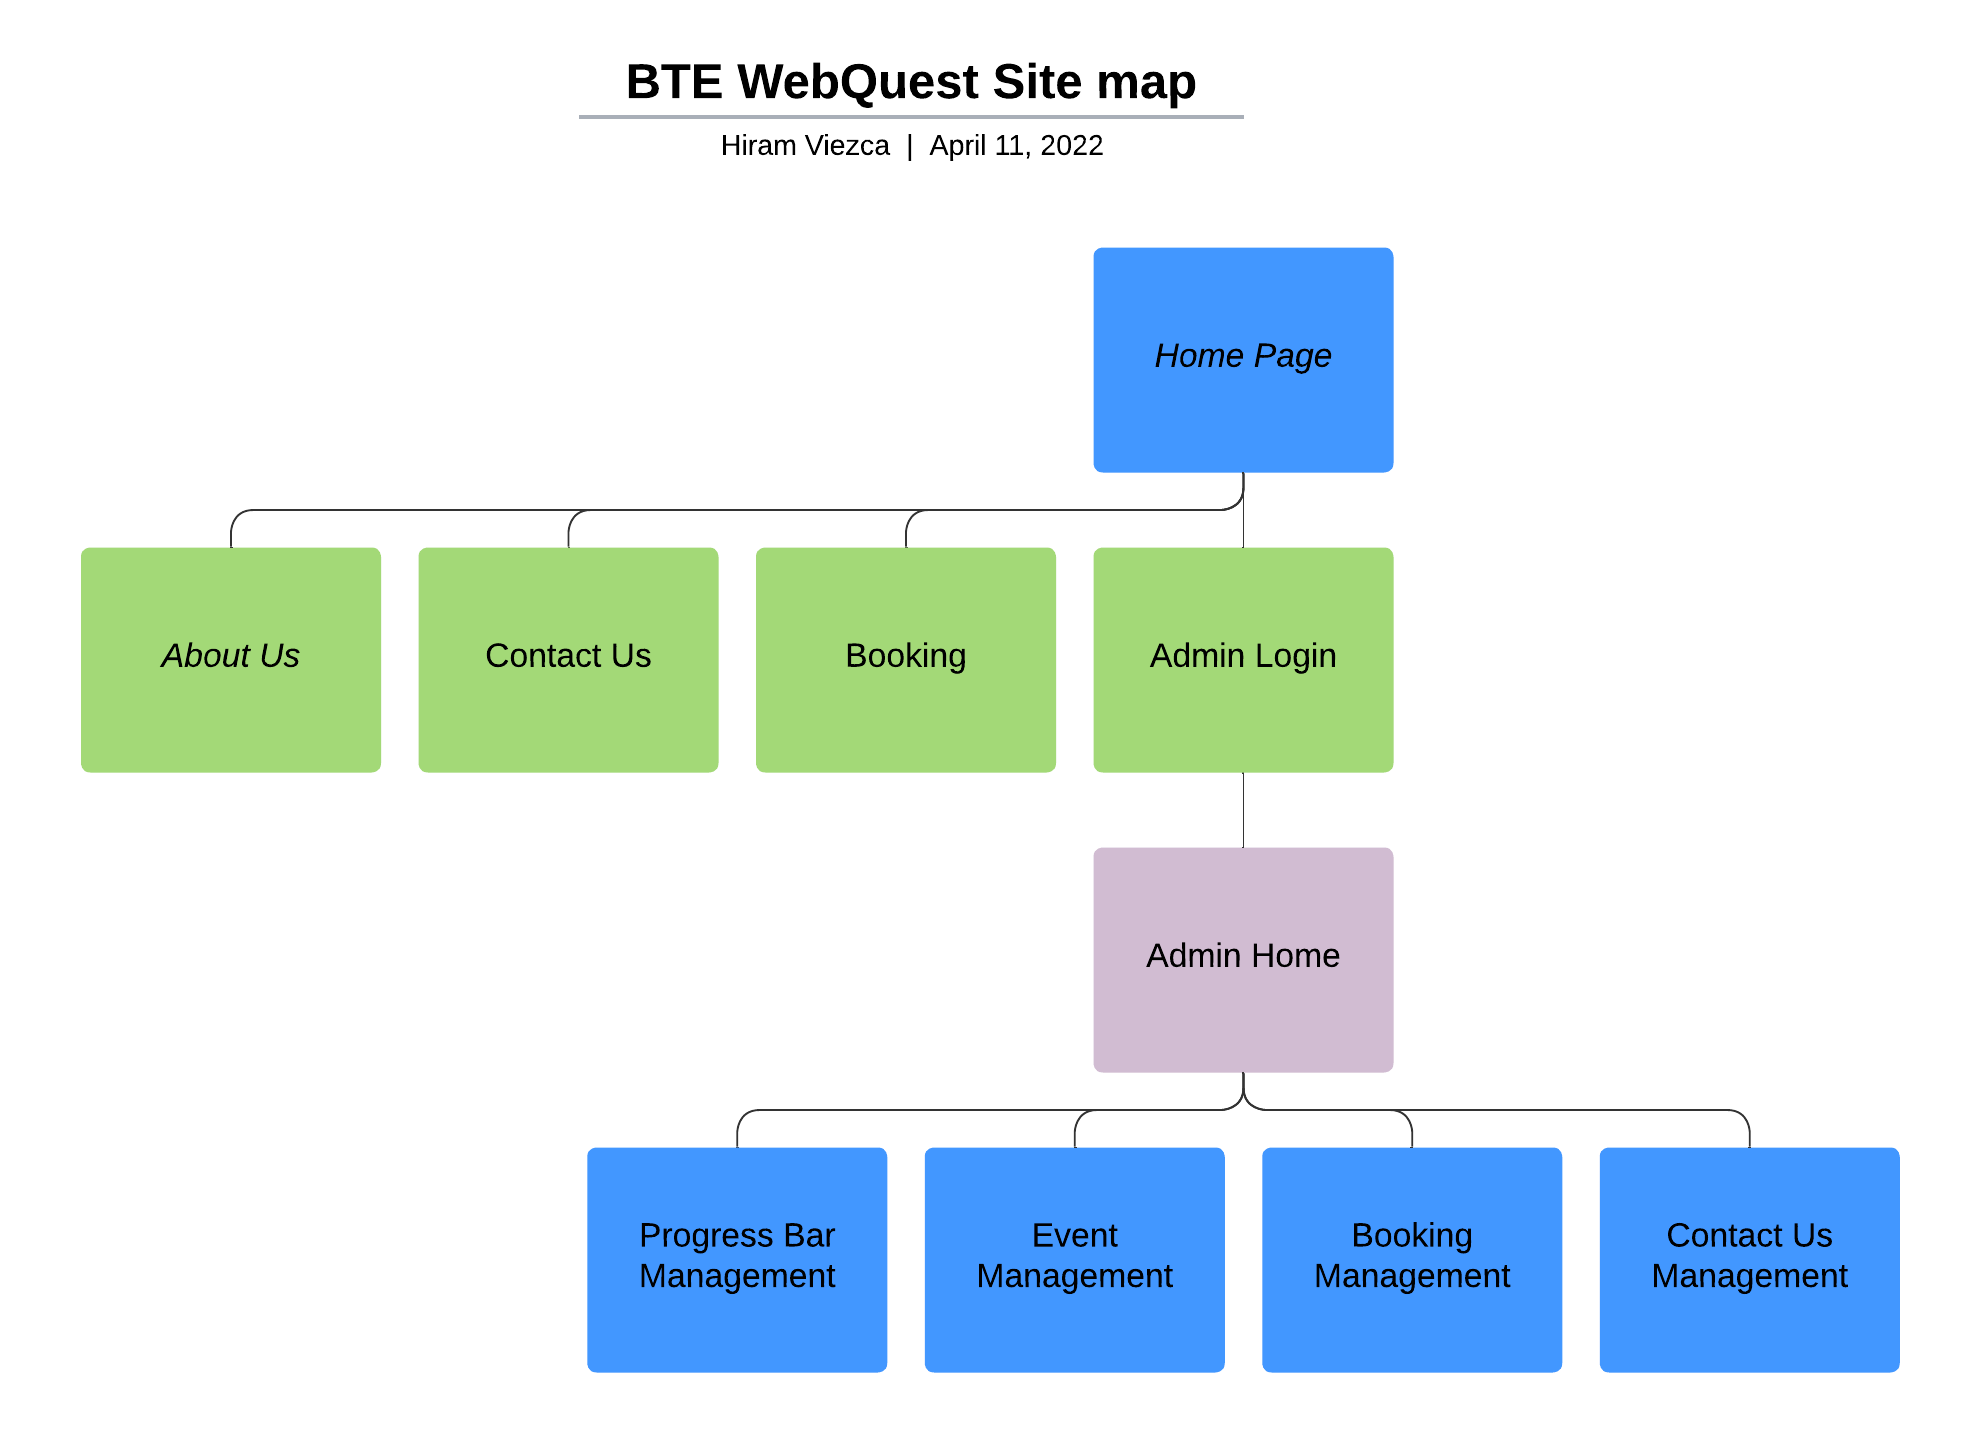 BTE WebQuest Site map
Hiram Viezca | April 11, 2022
Home Page
About Us
Contact Us
Booking
Admin Login
Admin Home
Progress Bar
Management
Event
Management
Booking
Management
Contact Us
Management